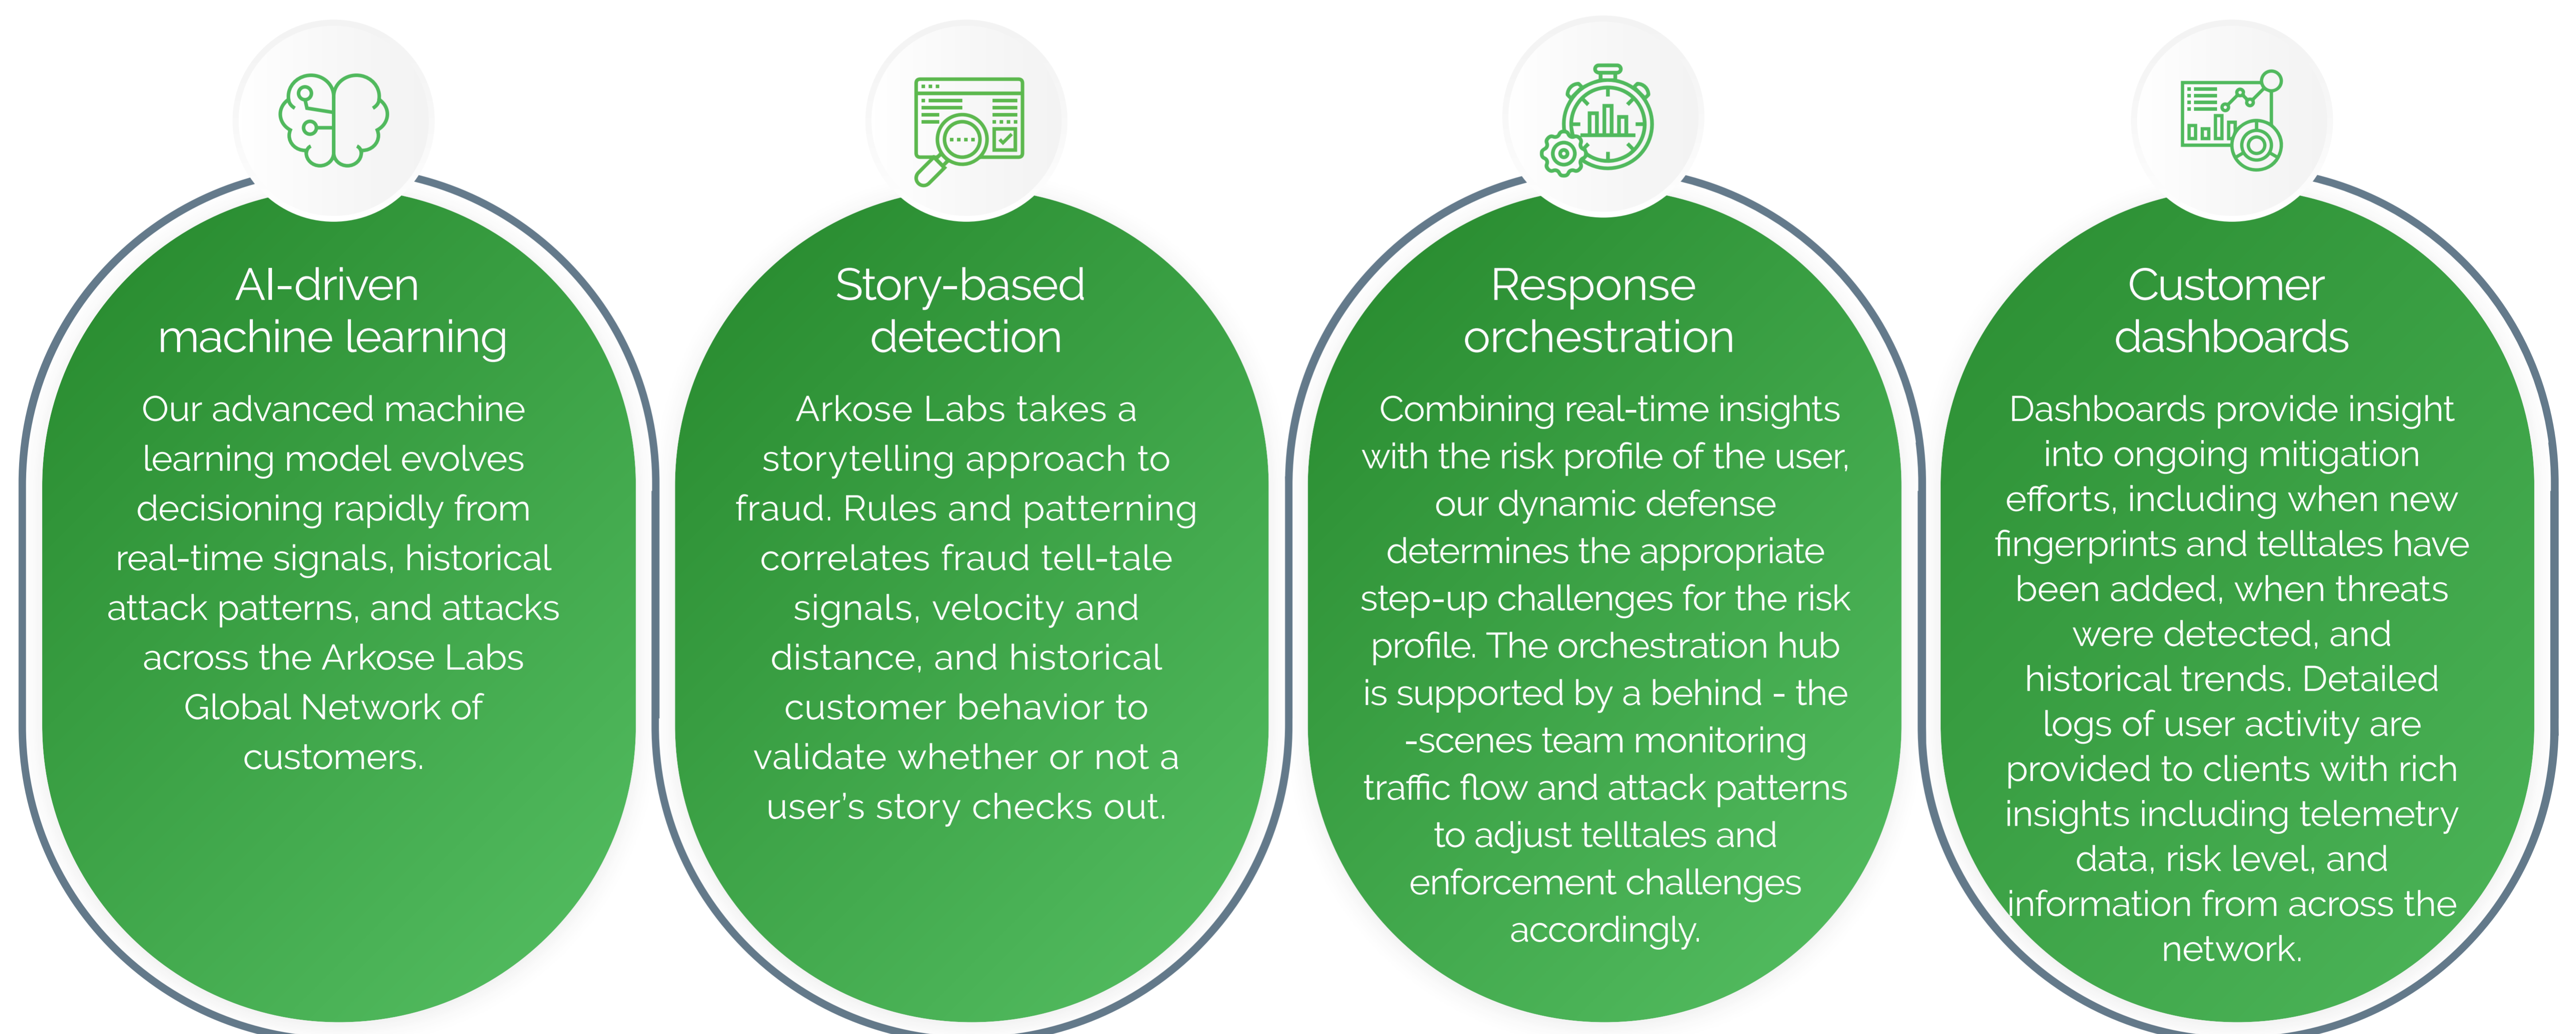 AI-driven
machine learning
Our advanced machine
learning model evolves
decisioning rapidly from
real-time signals, historical
attack patterns, and attacks
across the Arkose Labs
Global Network of
customers.
Story-based
detection
Arkose Labs takes a
storytelling approach to
fraud. Rules and patterning
correlates fraud tell-tale
signals, velocity and
distance, and historical
customer behavior to
validate whether or not a
user’s story checks out.
Response
orchestration
Combining real-time insights
with the risk profile of the user,
our dynamic defense
determines the appropriate
step-up challenges for the risk
profile. The orchestration hub
is supported by a behind - the
-scenes team monitoring
traffic flow and attack patterns
to adjust telltales and
enforcement challenges
accordingly.
Customer
dashboards
Dashboards provide insight
into ongoing mitigation
efforts, including when new
fingerprints and telltales have
been added, when threats
were detected, and
historical trends. Detailed
logs of user activity are
provided to clients with rich
insights including telemetry
data, risk level, and
information from across the
network.